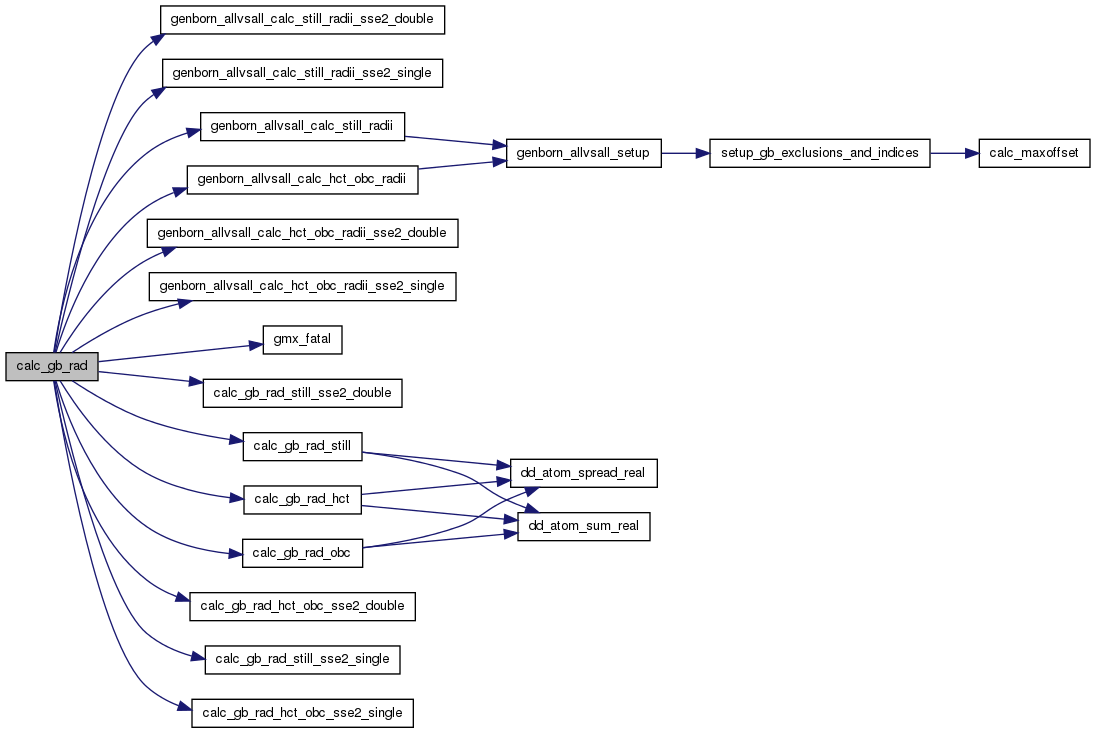 genborn_allvsall_calc_still_radii_sse2_double
genborn_allvsall_calc_still_radii_sse2_single
genborn_allvsall_calc_still_radii
genborn_allvsall_setup
setup_gb_exclusions_and_indices
calc_maxoffset
genborn_allvsall_calc_hct_obc_radii
genborn_allvsall_calc_hct_obc_radii_sse2_double
genborn_allvsall_calc_hct_obc_radii_sse2_single
gmx_fatal
calc_gb_rad
calc_gb_rad_still_sse2_double
calc_gb_rad_still
dd_atom_spread_real
calc_gb_rad_hct
dd_atom_sum_real
calc_gb_rad_obc
calc_gb_rad_hct_obc_sse2_double
calc_gb_rad_still_sse2_single
calc_gb_rad_hct_obc_sse2_single